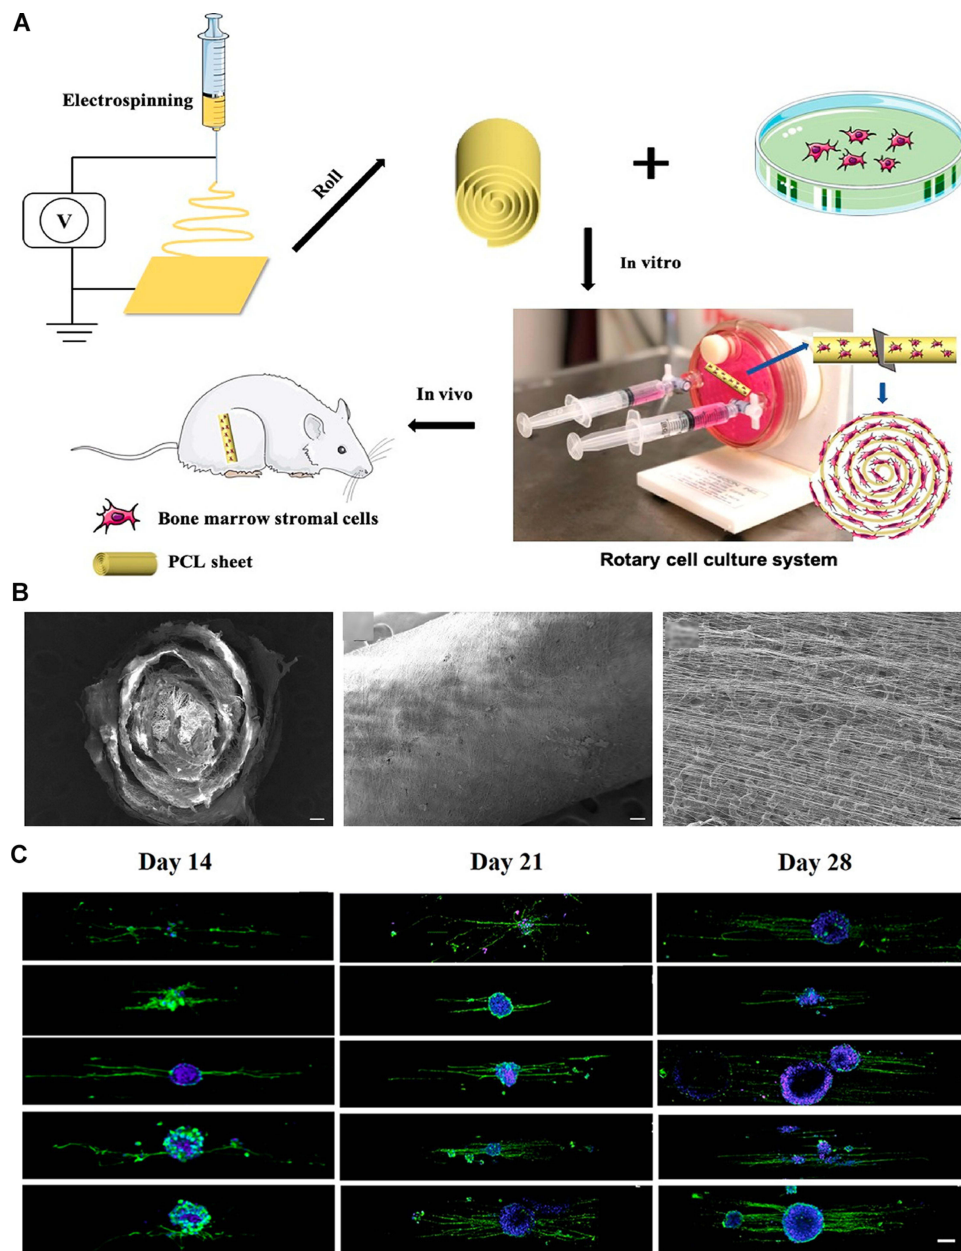 A
Electrospinning
V
Roll
In vitro
In vivo
Bone marrow stromal cells
PCL sheet
Rotary cell culture system
B
C
Day 14
Day 21
Day 28